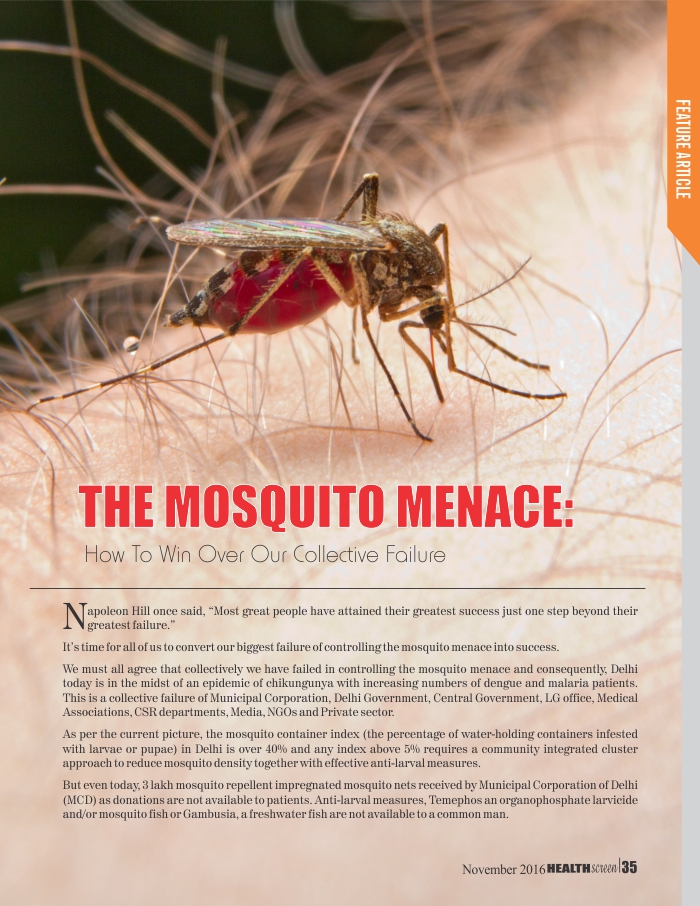 FEATURE ARTICLE
THE MOSQUITO MENACE:
How To Win Over Our Collective Failure
Napoleon Hill once said, “Most great people have attained their greatest success just one step beyond their
greatest failure.”
It’s time for all of us to convert our biggest failure of controlling the mosquito menace into success.
We must all agree that collectively we have failed in controlling the mosquito menace and consequently, Delhi
today is in the midst of an epidemic of chikungunya with increasing numbers of dengue and malaria patients.
This is a collective failure of Municipal Corporation, Delhi Government, Central Government, LG office, Medical
Associations, CSR departments, Media, NGOs and Private sector.
As per the current picture, the mosquito container index (the percentage of water-holding containers infested
with larvae or pupae) in Delhi is over 40% and any index above 5% requires a community integrated cluster
approach to reduce mosquito density together with effective anti-larval measures.
But even today, 3 lakh mosquito repellent impregnated mosquito nets received by Municipal Corporation of Delhi
(MCD) as donations are not available to patients. Anti-larval measures, Temephos an organophosphate larvicide
and/or mosquito fish or Gambusia, a freshwater fish are not available to a common man.
November 2016 HEALTH screen | 35